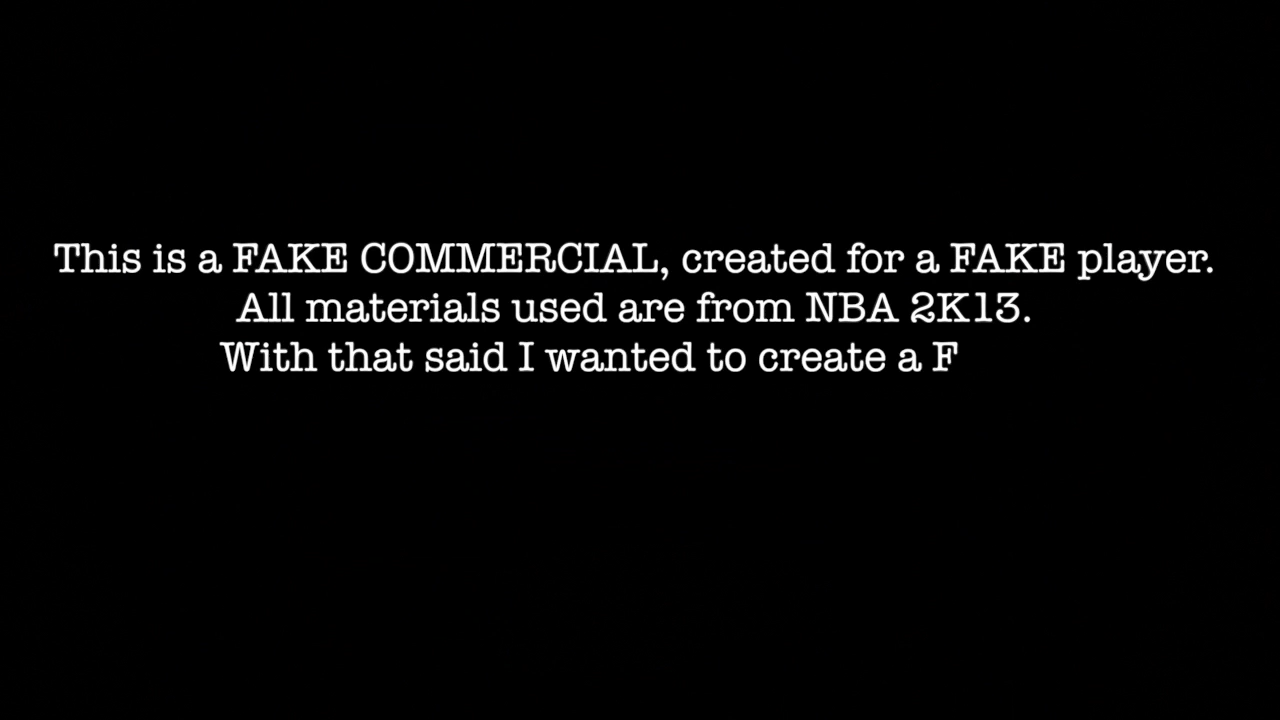 This is a FAKE COMMERCIAL, created for a FAKE player.
All materials used are from NBA 2K13.
With that said I wanted to create a F